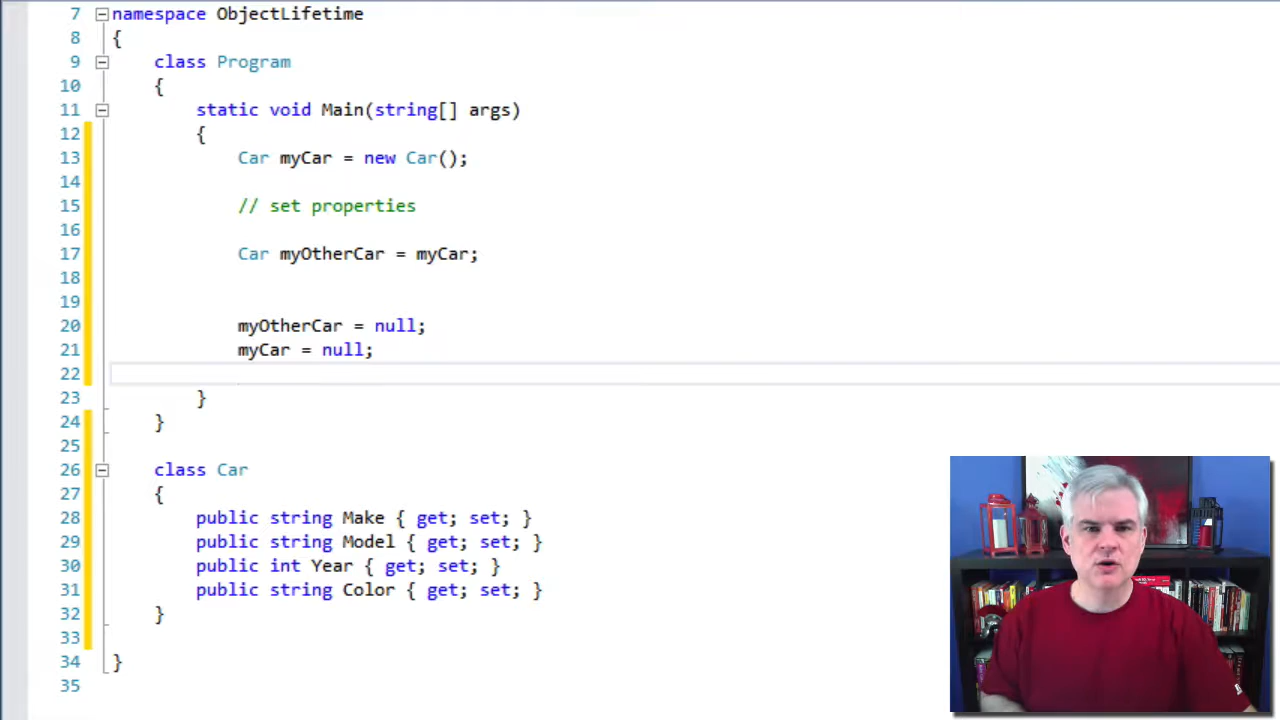 7 namespace ObjectLifetime
8 {
9 class Program
10 {
11 static void Main(string[] args)
12 {
13 Car myCar = new Car();
14
15 // set properties
16
17 Car myOtherCar = myCar;
18
19
20 myOtherCar = null;
21 myCar = null;
22
23 }
24 }
25
26 class Car
27 {
28 public string Make { get; set; }
29 public string Model { get; set; }
30 public int Year { get; set; }
31 public string Color { get; set; }
32 }
33
34 }
35